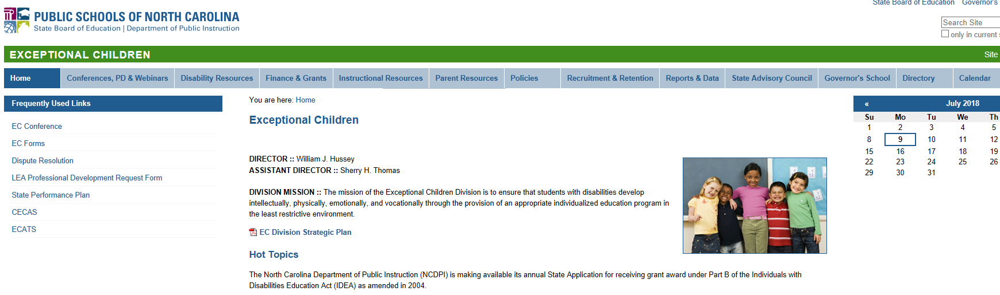 State Board of Education Governor's
PUBLIC SCHOOLS OF NORTH CAROLINA
State Board of Education | Department of Public Instruction
Search Site
only in current
EXCEPTIONAL CHILDREN
Site
Home Conferences, PD & Webinars Disability Resources Finance & Grants Instructional Resources Parent Resources Policies Recruitment & Retention Reports & Data State Advisory Council Governor's School Directory Calendar
Frequently Used Links
EC Conference
EC Forms
Dispute Resolution
LEA Professional Development Request Form
State Performance Plan
CECAS
ECATS
You are here: Home
Exceptional Children
DIRECTOR :: William J. Hussey
ASSISTANT DIRECTOR :: Sherry H. Thomas
DIVISION MISSION :: The mission of the Exceptional Children Division is to ensure that students with disabilities develop
intellectually, physically, emotionally, and vocationally through the provision of an appropriate individualized education program in
the least restrictive environment.
EC Division Strategic Plan
Hot Topics
The North Carolina Department of Public Instruction (NCDPI) is making available its annual State Application for receiving grant award under Part B of the Individuals with
Disabilities Education Act (IDEA) as amended in 2004.
« July 2018
Su Mo Tu We Th
1 2 3 4 5
8 9 10 11 12
15 16 17 18 19
22 23 24 25 26
29 30 31